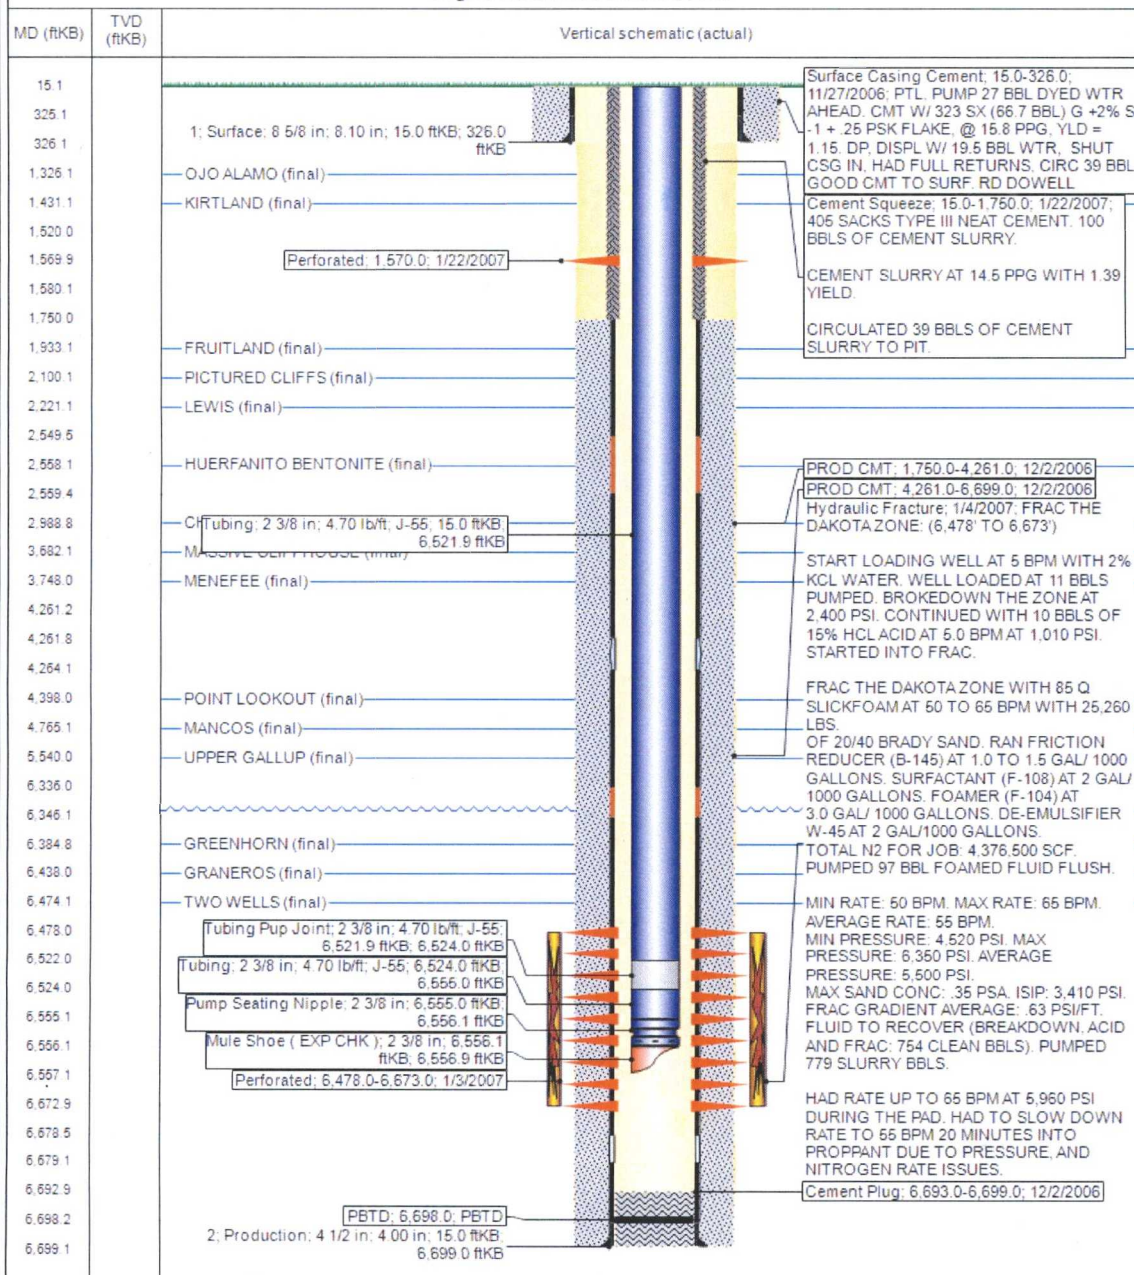 MD (ftKB)
TVD
(ftKB)
Vertical schematic (actual)
15.1
325.1
326.1
1,326.1
1,431.1
1,520.0
1,569.9
1,580.1
1,750.0
1,933.1
2,100.1
2,221.1
2,549.5
2,558.1
2,559.4
2,988.8
3,682.1
3,748.0
4,261.2
4,261.8
4,264.1
4,398.0
4,765.1
5,540.0
6,336.0
6,346.1
6,384.8
6,438.0
6,474.1
6,478.0
6,522.0
6,524.0
6,555.1
6,556.1
6,557.1
6,672.9
6,678.5
6,679.1
6,692.9
6,698.2
6,699.1
1; Surface; 8 5/8 in; 8.10 in; 15.0 ftKB; 326.0
ftKB
OJO ALAMO (final)
KIRTLAND (final)
Perforated; 1,570.0; 1/22/2007
FRUITLAND (final)
PICTURED CLIFFS (final)
LEWIS (final)
HUERFANITO BENTONITE (final)
Tubing; 2 3/8 in; 4.70 lb/ft; J-55; 15.0 ftKB;
6,521.9 ftKB
MASSIVE CLIFF HOUSE (final)
MENEFEE (final)
POINT LOOKOUT (final)
MANCOS (final)
UPPER GALLUP (final)
GREENHORN (final)
GRANEROS (final)
TWO WELLS (final)
Tubing Pup Joint; 2 3/8 in; 4.70 lb/ft; J-55;
6,521.9 ftKB; 6,524.0 ftKB
Tubing; 2 3/8 in; 4.70 lb/ft; J-55; 6,524.0 ftKB;
6,555.0 ftKB
Pump Seating Nipple; 2 3/8 in; 6,555.0 ftKB;
6,556.1 ftKB
Mule Shoe ( EXP CHK ); 2 3/8 in; 6,556.1
ftKB; 6,556.9 ftKB
Perforated; 6,478.0-6,673.0; 1/3/2007
PBTD; 6,698.0; PBTD
2; Production; 4 1/2 in; 4.00 in; 15.0 ftKB;
6,699.0 ftKB
Surface Casing Cement; 15.0-326.0;
11/27/2006; PTL, PUMP 27 BBL DYED WTR
AHEAD. CMT W/ 323 SX (66.7 BBL) G +2% S
-1 + .25 PSK FLAKE, @ 15.8 PPG, YLD =
1.15. DP, DISPL W/ 19.5 BBL WTR, SHUT
CSG IN, HAD FULL RETURNS, CIRC 39 BBL
GOOD CMT TO SURF. RD DOWELL
Cement Squeeze; 15.0-1,750.0; 1/22/2007;
405 SACKS TYPE III NEAT CEMENT. 100
BBLS OF CEMENT SLURRY.
CEMENT SLURRY AT 14.5 PPG WITH 1.39
YIELD.
CIRCULATED 39 BBLS OF CEMENT
SLURRY TO PIT.
PROD CMT; 1,750.0-4,261.0; 12/2/2006
PROD CMT; 4,261.0-6,699.0; 12/2/2006
Hydraulic Fracture; 1/4/2007; FRAC THE
DAKOTA ZONE: (6,478' TO 6,673')
START LOADING WELL AT 5 BPM WITH 2%
KCL WATER. WELL LOADED AT 11 BBLS
PUMPED. BROKEDOWN THE ZONE AT
2,400 PSI. CONTINUED WITH 10 BBLS OF
15% HCL ACID AT 5.0 BPM AT 1,010 PSI.
STARTED INTO FRAC.
FRAC THE DAKOTA ZONE WITH 85 Q
SLICKFOAM AT 50 TO 65 BPM WITH 25,260
LBS.
OF 20/40 BRADY SAND. RAN FRICTION
REDUCER (B-145) AT 1.0 TO 1.5 GAL/ 1000
GALLONS. SURFACTANT (F-108) AT 2 GAL/
1000 GALLONS. FOAMER (F-104) AT
3.0 GAL/ 1000 GALLONS. DE-EMULSIFIER
W-45 AT 2 GAL/1000 GALLONS.
TOTAL N2 FOR JOB: 4,376,500 SCF.
PUMPED 97 BBL FOAMED FLUID FLUSH.
MIN RATE: 50 BPM. MAX RATE: 65 BPM.
AVERAGE RATE: 55 BPM.
MIN PRESSURE: 4,520 PSI. MAX
PRESSURE: 6,350 PSI. AVERAGE
PRESSURE: 5,500 PSI.
MAX SAND CONC: .35 PSA. ISIP: 3,410 PSI.
FRAC GRADIENT AVERAGE: .63 PSI/FT.
FLUID TO RECOVER (BREAKDOWN, ACID
AND FRAC: 754 CLEAN BBLS). PUMPED
779 SLURRY BBLS.
HAD RATE UP TO 65 BPM AT 5,960 PSI
DURING THE PAD. HAD TO SLOW DOWN
RATE TO 55 BPM 20 MINUTES INTO
PROPPANT DUE TO PRESSURE, AND
NITROGEN RATE ISSUES.
Cement Plug; 6,693.0-6,699.0; 12/2/2006